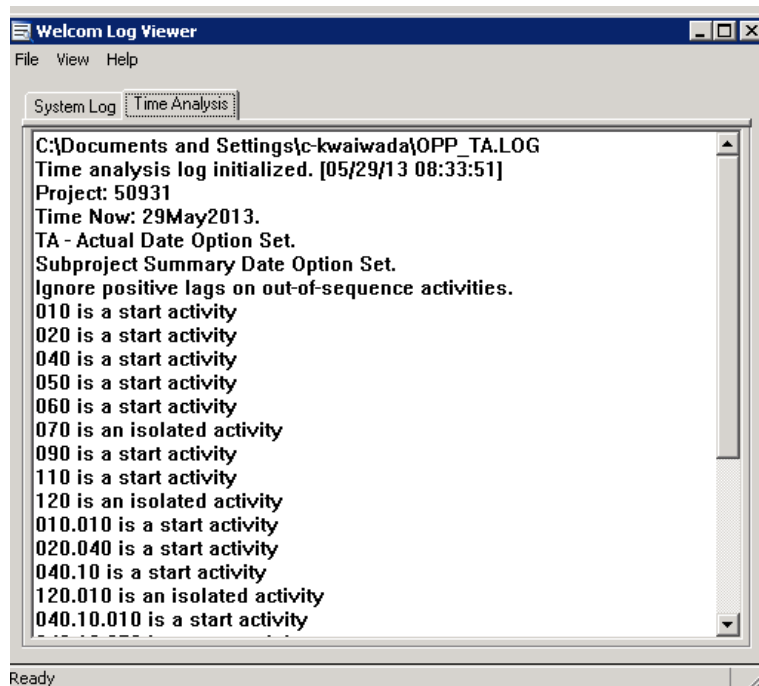 Welcom Log Viewer
File View Help
System Log Time Analysis
C:\Documents and Settings\c-kwaiwada\OPP_TA.LOG
Time analysis log initialized. [05/29/13 08:33:51]
Project: 50931
Time Now: 29May2013.
TA - Actual Date Option Set.
Subproject Summary Date Option Set.
Ignore positive lags on out-of-sequence activities.
010 is a start activity
020 is a start activity
040 is a start activity
050 is a start activity
060 is a start activity
070 is an isolated activity
090 is a start activity
110 is a start activity
120 is an isolated activity
010.010 is a start activity
020.040 is a start activity
040.10 is a start activity
120.010 is an isolated activity
040.10.010 is a start activity
Ready